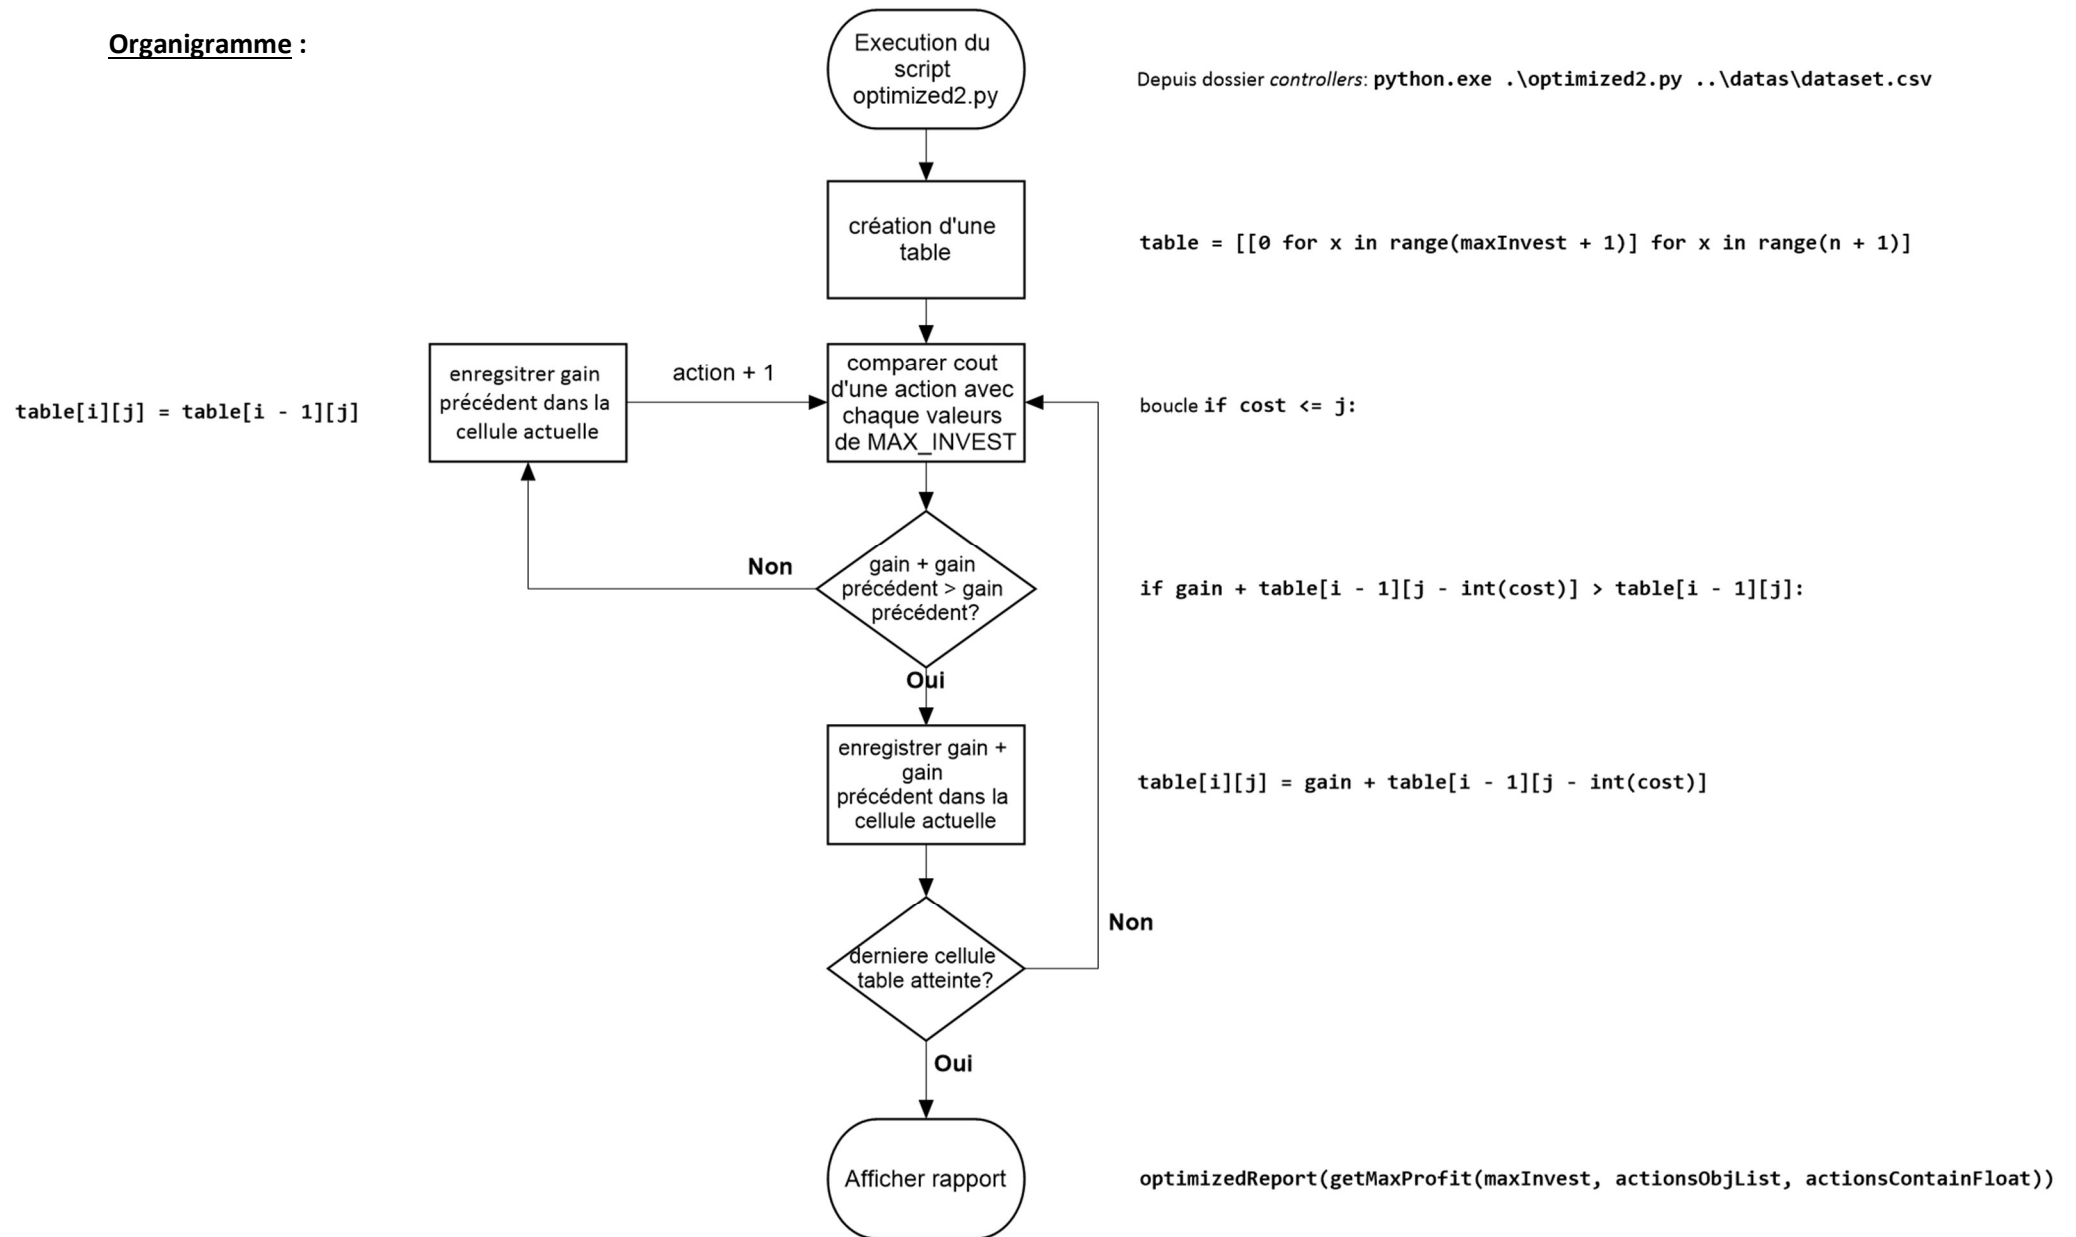 Organigramme :
Execution du
script
optimized2.py
Depuis dossier controllers: python.exe .\optimized2.py ..\datas\dataset.csv
création d'une
table
table = [[0 for x in range(maxInvest + 1)] for x in range(n + 1)]
table[i][j] = table[i - 1][j]
enregsitrer gain
précédent dans la
cellule actuelle
action + 1
comparer cout
d'une action avec
chaque valeurs
de MAX_INVEST
boucle if cost <= j:
Non
gain + gain
précédent > gain
précédent?
if gain + table[i - 1][j - int(cost)] > table[i - 1][j]:
Oui
enregistrer gain +
gain
précédent dans la
cellule actuelle
table[i][j] = gain + table[i - 1][j - int(cost)]
Non
derniere cellule
table atteinte?
Oui
Afficher rapport
optimizedReport(getMaxProfit(maxInvest, actionsObjList, actionsContainFloat))